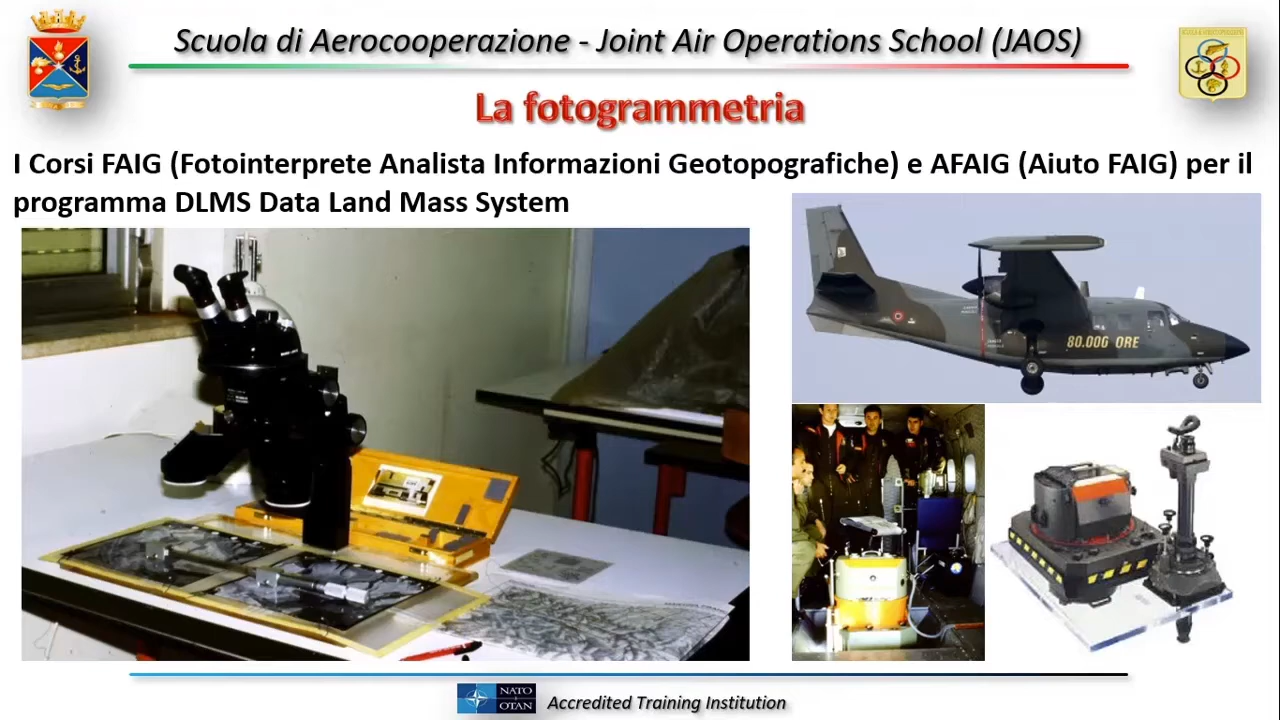 Scuola di Aerocooperazione - Joint Air Operations School (JAOS)
La fotogrammetria
I Corsi FAIG (Fotointerprete Analista Informazioni Geotopografiche) e AFAIG (Aiuto FAIG) per il
programma DLMS Data Land Mass System
80.000 ORE
NATO
OTAN
Accredited Training Institution